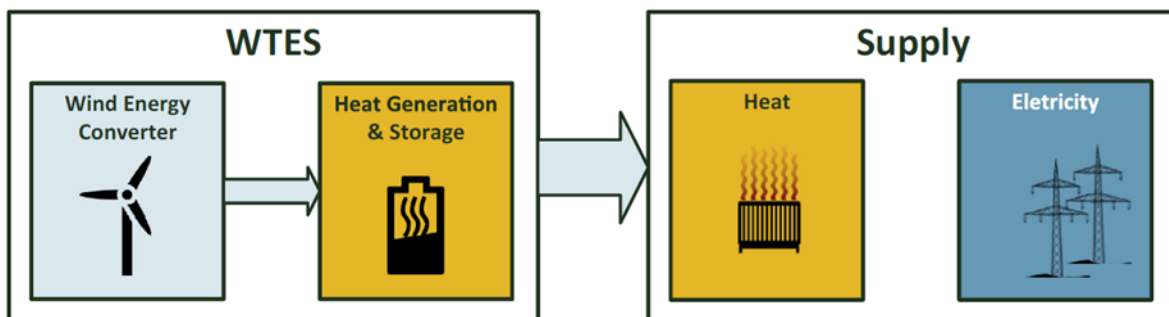 WTES
Wind Energy
Converter
Heat Generation
& Storage
Supply
Heat
Eletricity